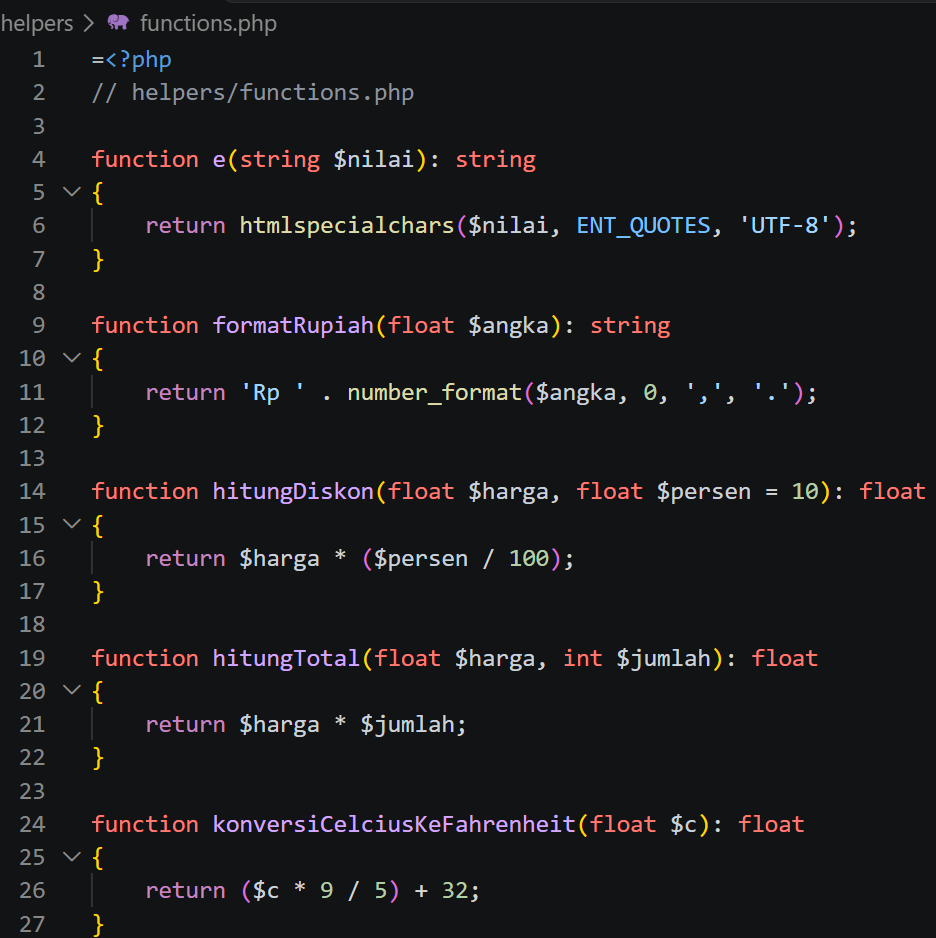 helpers > functions.php
1 =<?php
2 // helpers/functions.php
3
4 function e(string $nilai): string
5 {
6     return htmlspecialchars($nilai, ENT_QUOTES, 'UTF-8');
7 }
8
9 function formatRupiah(float $angka): string
10 {
11     return 'Rp ' . number_format($angka, 0, ',', '.');
12 }
13
14 function hitungDiskon(float $harga, float $persen = 10): float
15 {
16     return $harga * ($persen / 100);
17 }
18
19 function hitungTotal(float $harga, int $jumlah): float
20 {
21     return $harga * $jumlah;
22 }
23
24 function konversiCelciusKeFahrenheit(float $c): float
25 {
26     return ($c * 9 / 5) + 32;
27 }